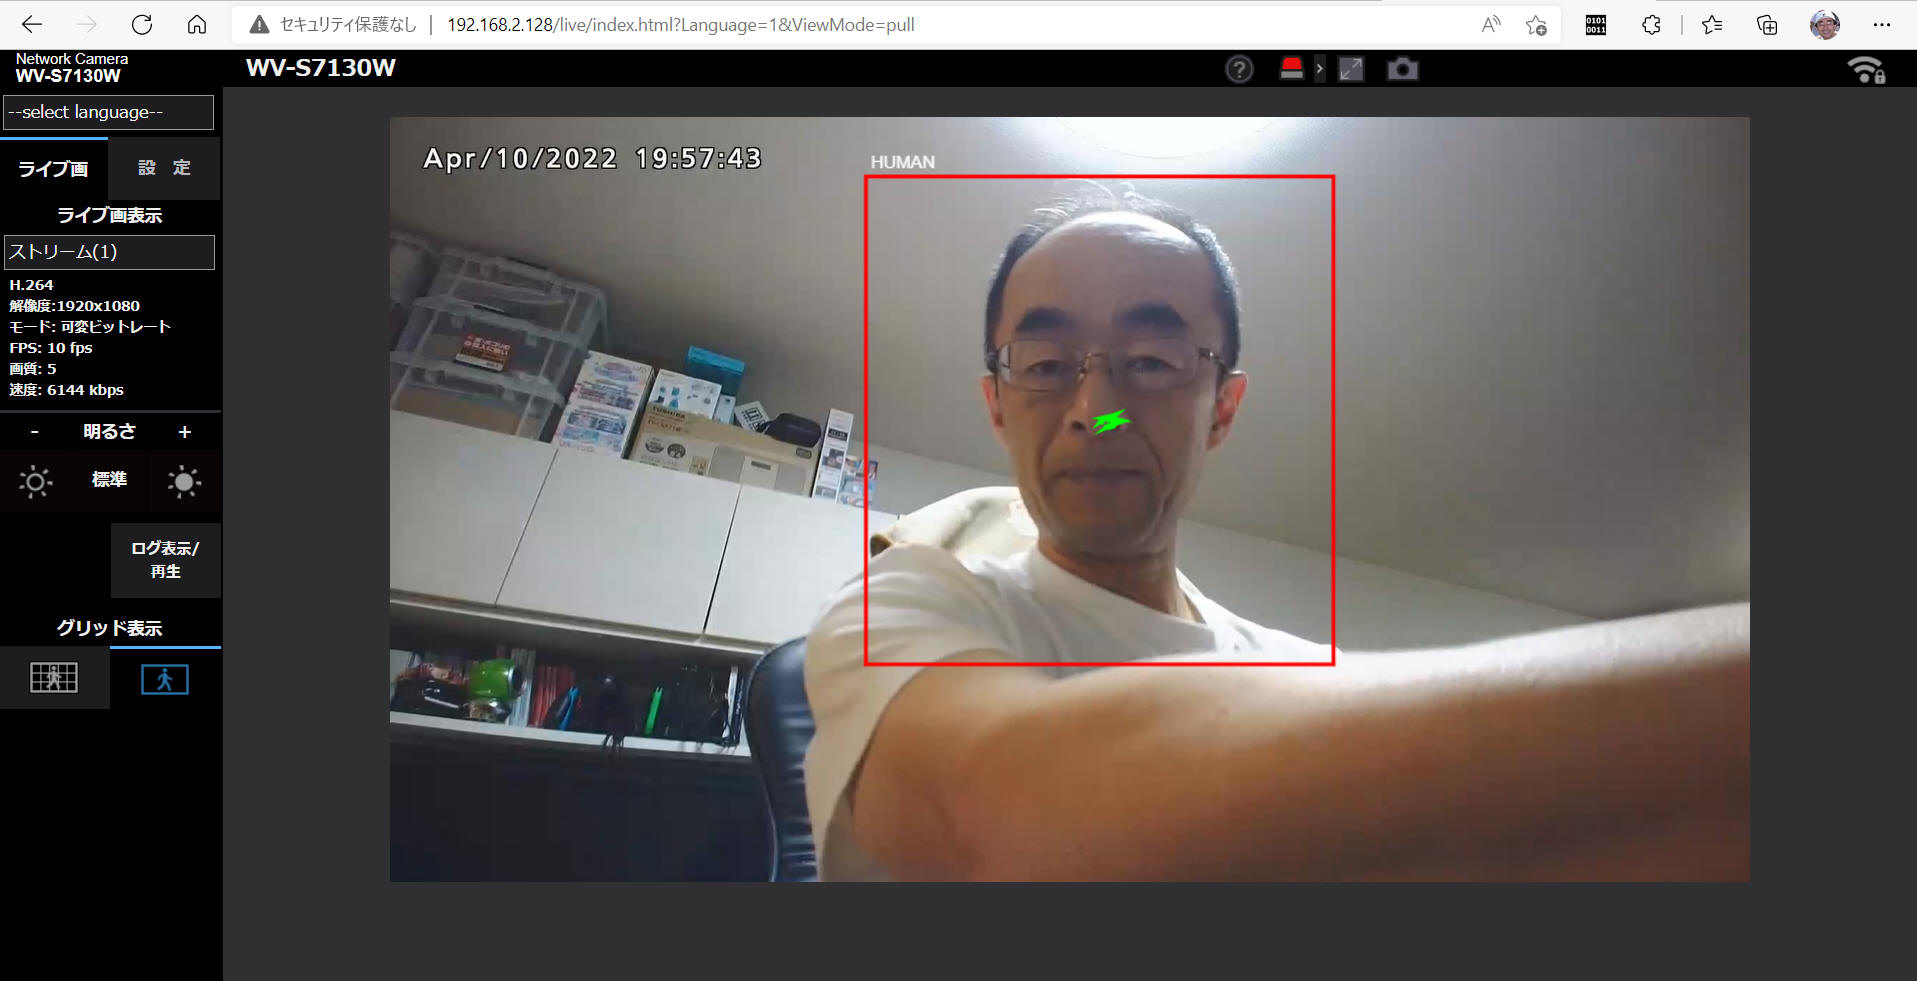 セキュリティ保護なし
192.168.2.128/live/index.html?Language=1&ViewMode=pull
Network Camera
WV-S7130W
WV-S7130W
--select language--
ライブ画
設 定
ライブ画表示
ストリーム(1)
H.264
解像度:1920x1080
モード: 可変ビットレート
FPS: 10 fps
画質: 5
速度: 6144 kbps
- 明るさ +
標準
ログ表示/
再生
グリッド表示
Apr/10/2022 19:57:43
HUMAN
TOSHIBA
0101
0011